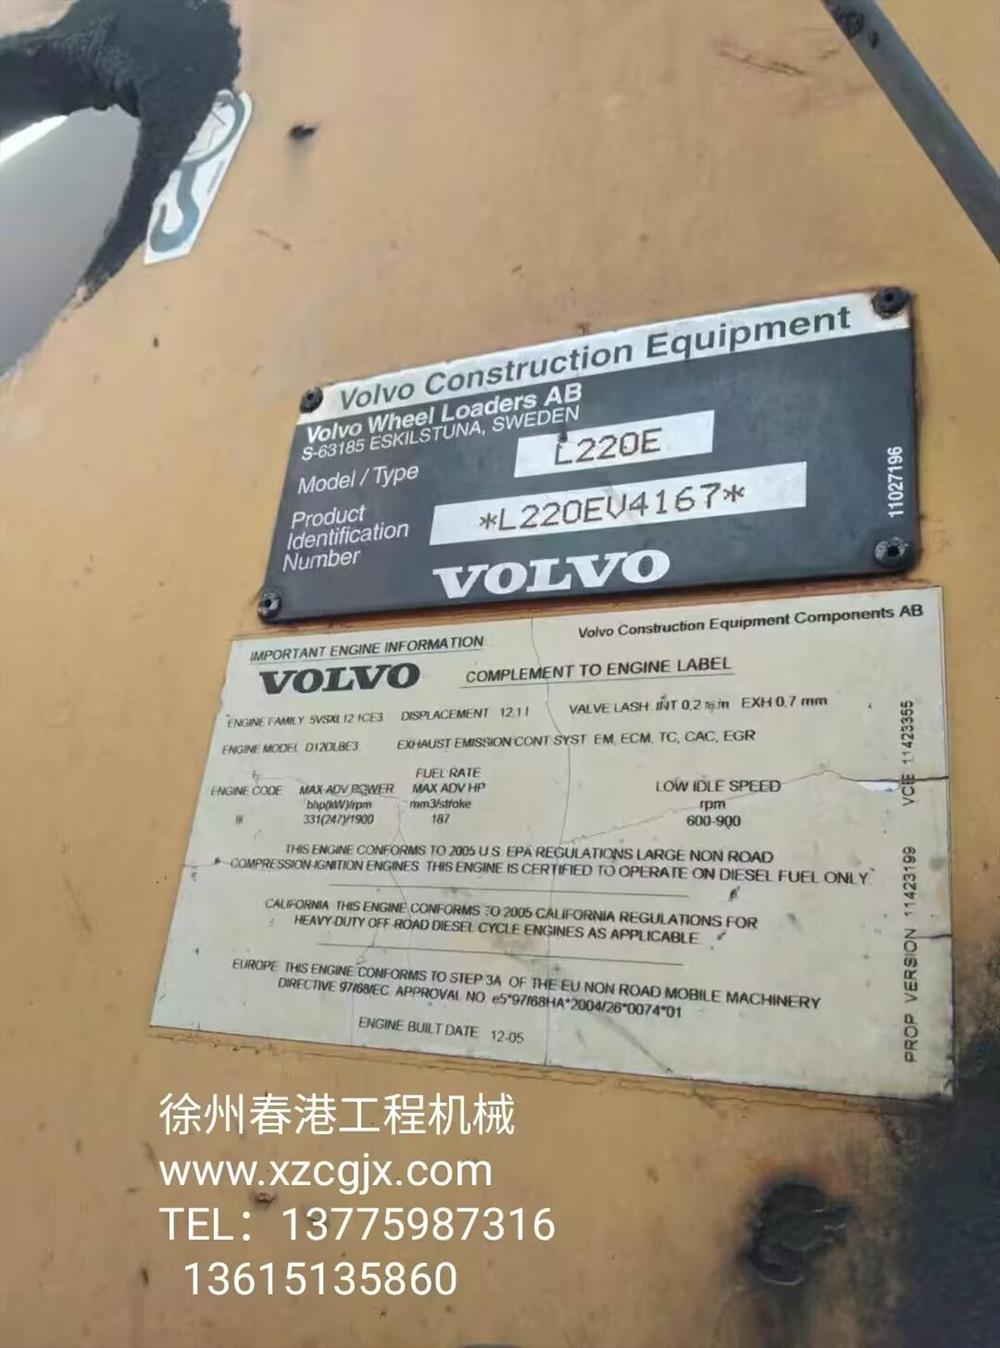 Volvo Construction Equipment
Volvo Wheel Loaders AB
S-63185 ESKILSTUNA, SWEDEN
Model / Type L220E
Product
Identification
Number
*L220EV4167*
VOLVO
11027196
IMPORTANT ENGINE INFORMATION
Volvo Construction Equipment Components AB
VOLVO
COMPLEMENT TO ENGINE LABEL
ENGINE FAMILY 5VSXL12.1CE3 DISPLACEMENT 12,1 l VALVE LASH INT 0,2 mm EXH 0,7 mm
ENGINE MODEL D12DLBE3 EXHAUST EMISSION CONT SYST EM, ECM, TC, CAC, EGR
ENGINE CODE MAX ADV POWER FUEL RATE MAX ADV HP LOW IDLE SPEED
bhp(kW)/rpm mm3/stroke rpm
331(247)/1900 187 600-900
THIS ENGINE CONFORMS TO 2005 U.S. EPA REGULATIONS LARGE NON ROAD
COMPRESSION-IGNITION ENGINES THIS ENGINE IS CERTIFIED TO OPERATE ON DIESEL FUEL ONLY.
CALIFORNIA THIS ENGINE CONFORMS TO 2005 CALIFORNIA REGULATIONS FOR
HEAVY-DUTY OFF-ROAD DIESEL CYCLE ENGINES AS APPLICABLE
EUROPE THIS ENGINE CONFORMS TO STEP 3A OF THE EU NON ROAD MOBILE MACHINERY
DIRECTIVE 97/68/EC. APPROVAL NO. e5*97/68HA*2004/26*0074*01
ENGINE BUILT DATE 12-05
VCIE 11423355
PROP VERSION 11423199
徐州春港工程机械
www.xzcgjx.com
TEL：13775987316
13615135860